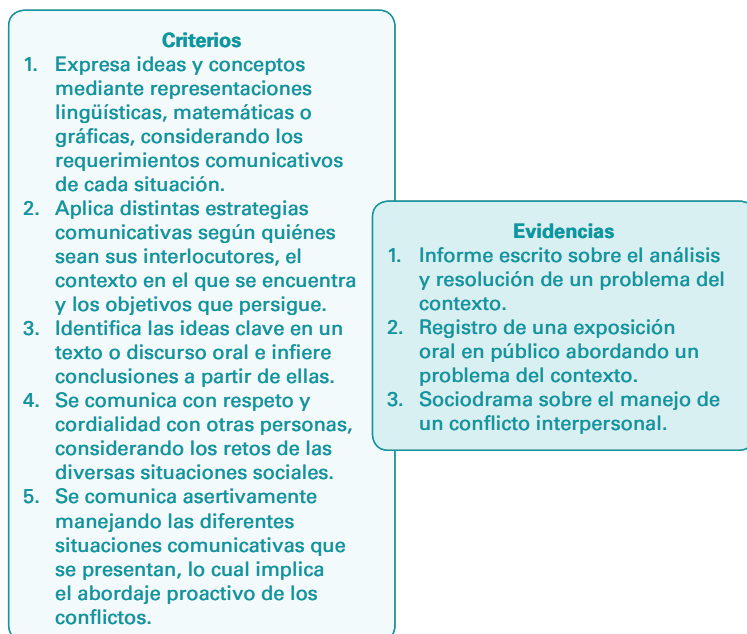 Criterios
1. Expresa ideas y conceptos
mediante representaciones
lingüísticas, matemáticas o
gráficas, considerando los
requerimientos comunicativos
de cada situación.
2. Aplica distintas estrategias
comunicativas según quiénes
sean sus interlocutores, el
contexto en el que se encuentra
y los objetivos que persigue.
3. Identifica las ideas clave en un
texto o discurso oral e infiere
conclusiones a partir de ellas.
4. Se comunica con respeto y
cordialidad con otras personas,
considerando los retos de las
diversas situaciones sociales.
5. Se comunica asertivamente
manejando las diferentes
situaciones comunicativas que
se presentan, lo cual implica
el abordaje proactivo de los
conflictos.
Evidencias
1. Informe escrito sobre el análisis
y resolución de un problema del
contexto.
2. Registro de una exposición
oral en público abordando un
problema del contexto.
3. Sociodrama sobre el manejo de
un conflicto interpersonal.